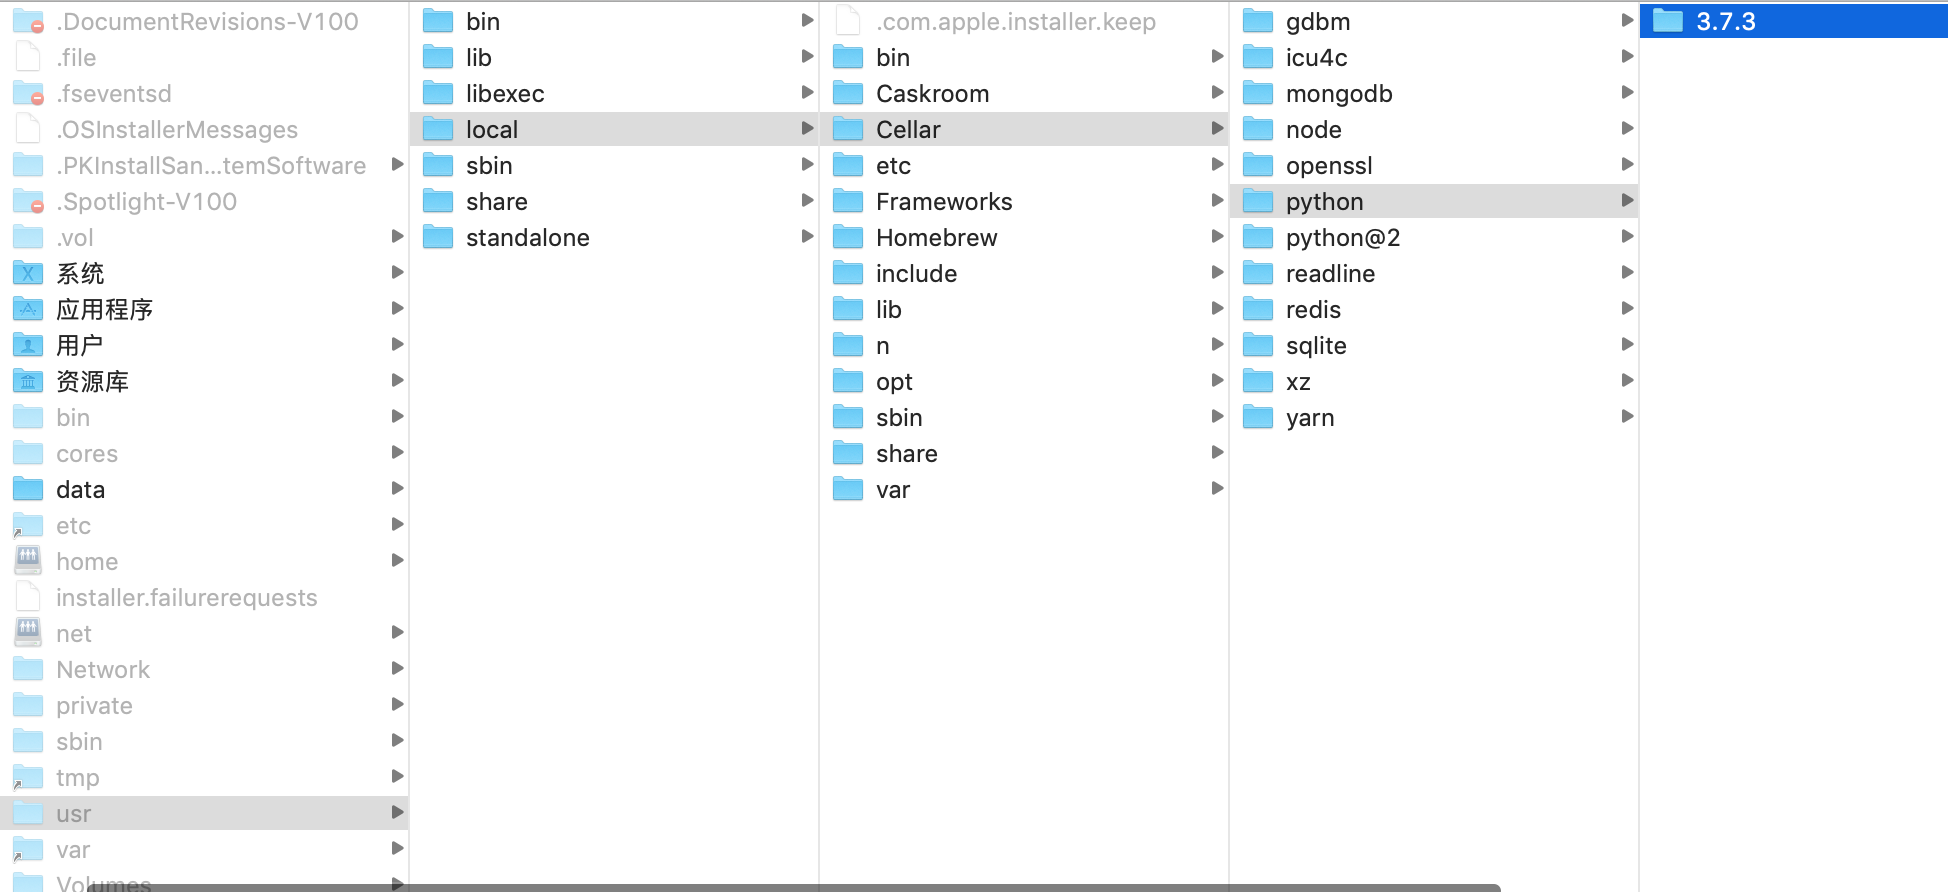 .DocumentRevisions-V100
.file
.fseventsd
.OSInstallerMessages
.PKInstallSan...temSoftware
.Spotlight-V100
.vol
系统
应用程序
用户
资源库
bin
cores
data
etc
home
installer.failurerequests
net
Network
private
sbin
tmp
usr
var
Volumes
bin
lib
libexec
local
sbin
share
standalone
.com.apple.installer.keep
bin
Caskroom
Cellar
etc
Frameworks
Homebrew
include
lib
n
opt
sbin
share
var
gdbm
icu4c
mongodb
node
openssl
python
python@2
readline
redis
sqlite
xz
yarn
3.7.3